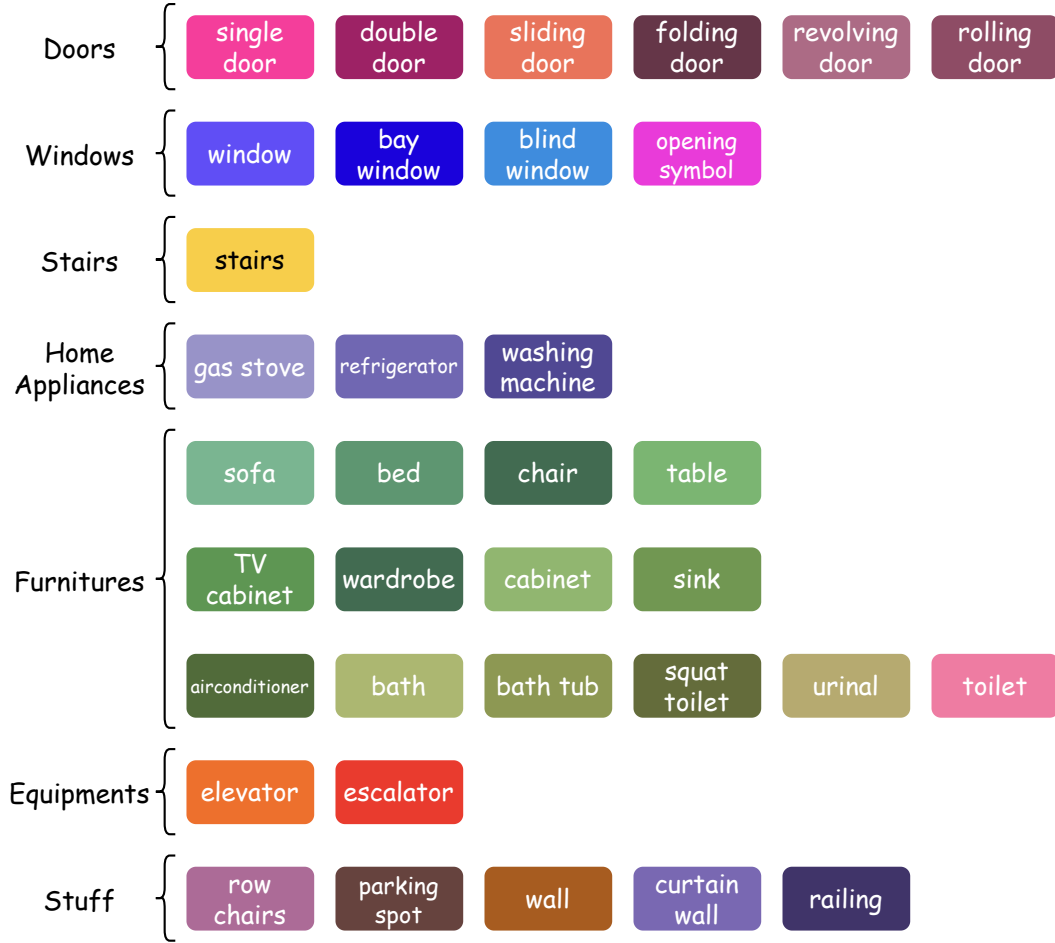 Doors
single
door
double
door
sliding
door
folding
door
revolving
door
rolling
door
Windows
window
bay
window
blind
window
opening
symbol
Stairs
stairs
Home
Appliances
gas stove
refrigerator
washing
machine
Furnitures
sofa
bed
chair
table
TV
cabinet
wardrobe
cabinet
sink
airconditioner
bath
bath tub
squat
toilet
urinal
toilet
Equipments
elevator
escalator
Stuff
row
chairs
parking
spot
wall
curtain
wall
railing